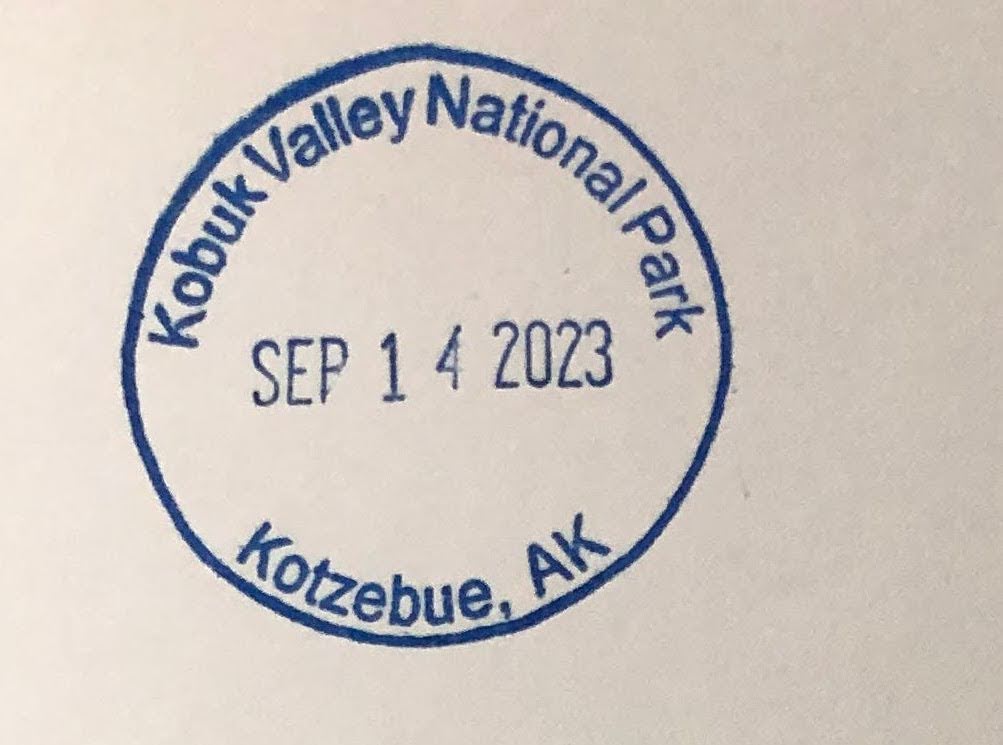 Kobuk Valley National Park
SEP 14 2023
Kotzebue, AK